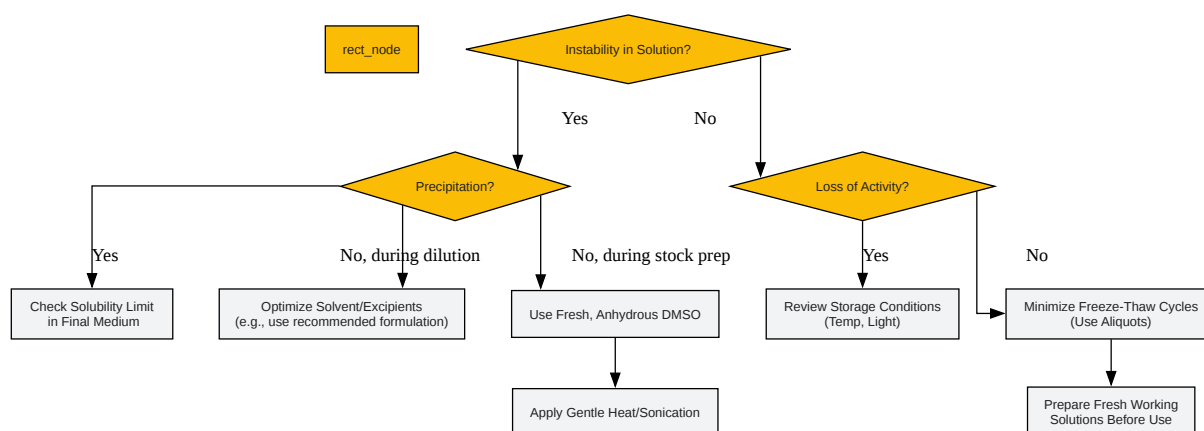 rect_node
Instability in Solution?
Yes
No
Precipitation?
Loss of Activity?
Yes
No, during dilution
No, during stock prep
Yes
No
Check Solubility Limit
in Final Medium
Optimize Solvent/Excipients
(e.g., use recommended formulation)
Use Fresh, Anhydrous DMSO
Review Storage Conditions
(Temp, Light)
Minimize Freeze-Thaw Cycles
(Use Aliquots)
Apply Gentle Heat/Sonication
Prepare Fresh Working
Solutions Before Use